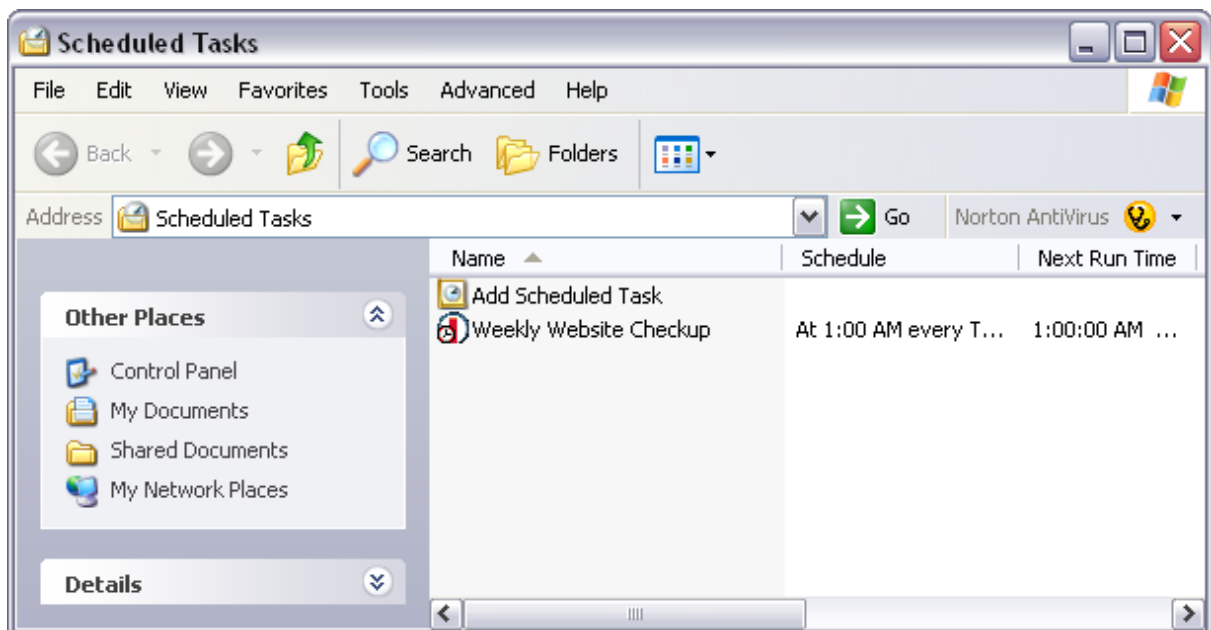 Scheduled Tasks
File Edit View Favorites Tools Advanced Help
Back Search Folders
Address Scheduled Tasks Go Norton AntiVirus
Name Schedule Next Run Time
Other Places
Control Panel
My Documents
Shared Documents
My Network Places
Details
Add Scheduled Task
Weekly Website Checkup At 1:00 AM every T... 1:00:00 AM ...